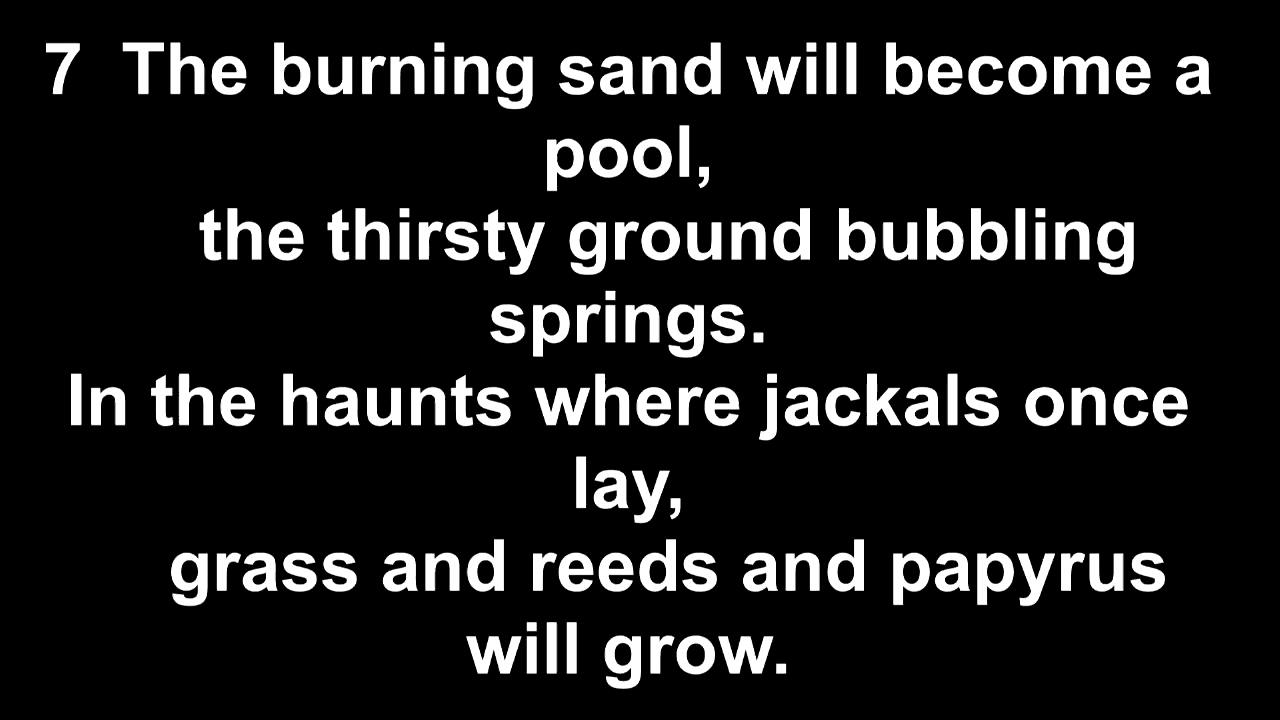 7 The burning sand will become a
pool,
the thirsty ground bubbling
springs.
In the haunts where jackals once
lay,
grass and reeds and papyrus
will grow.